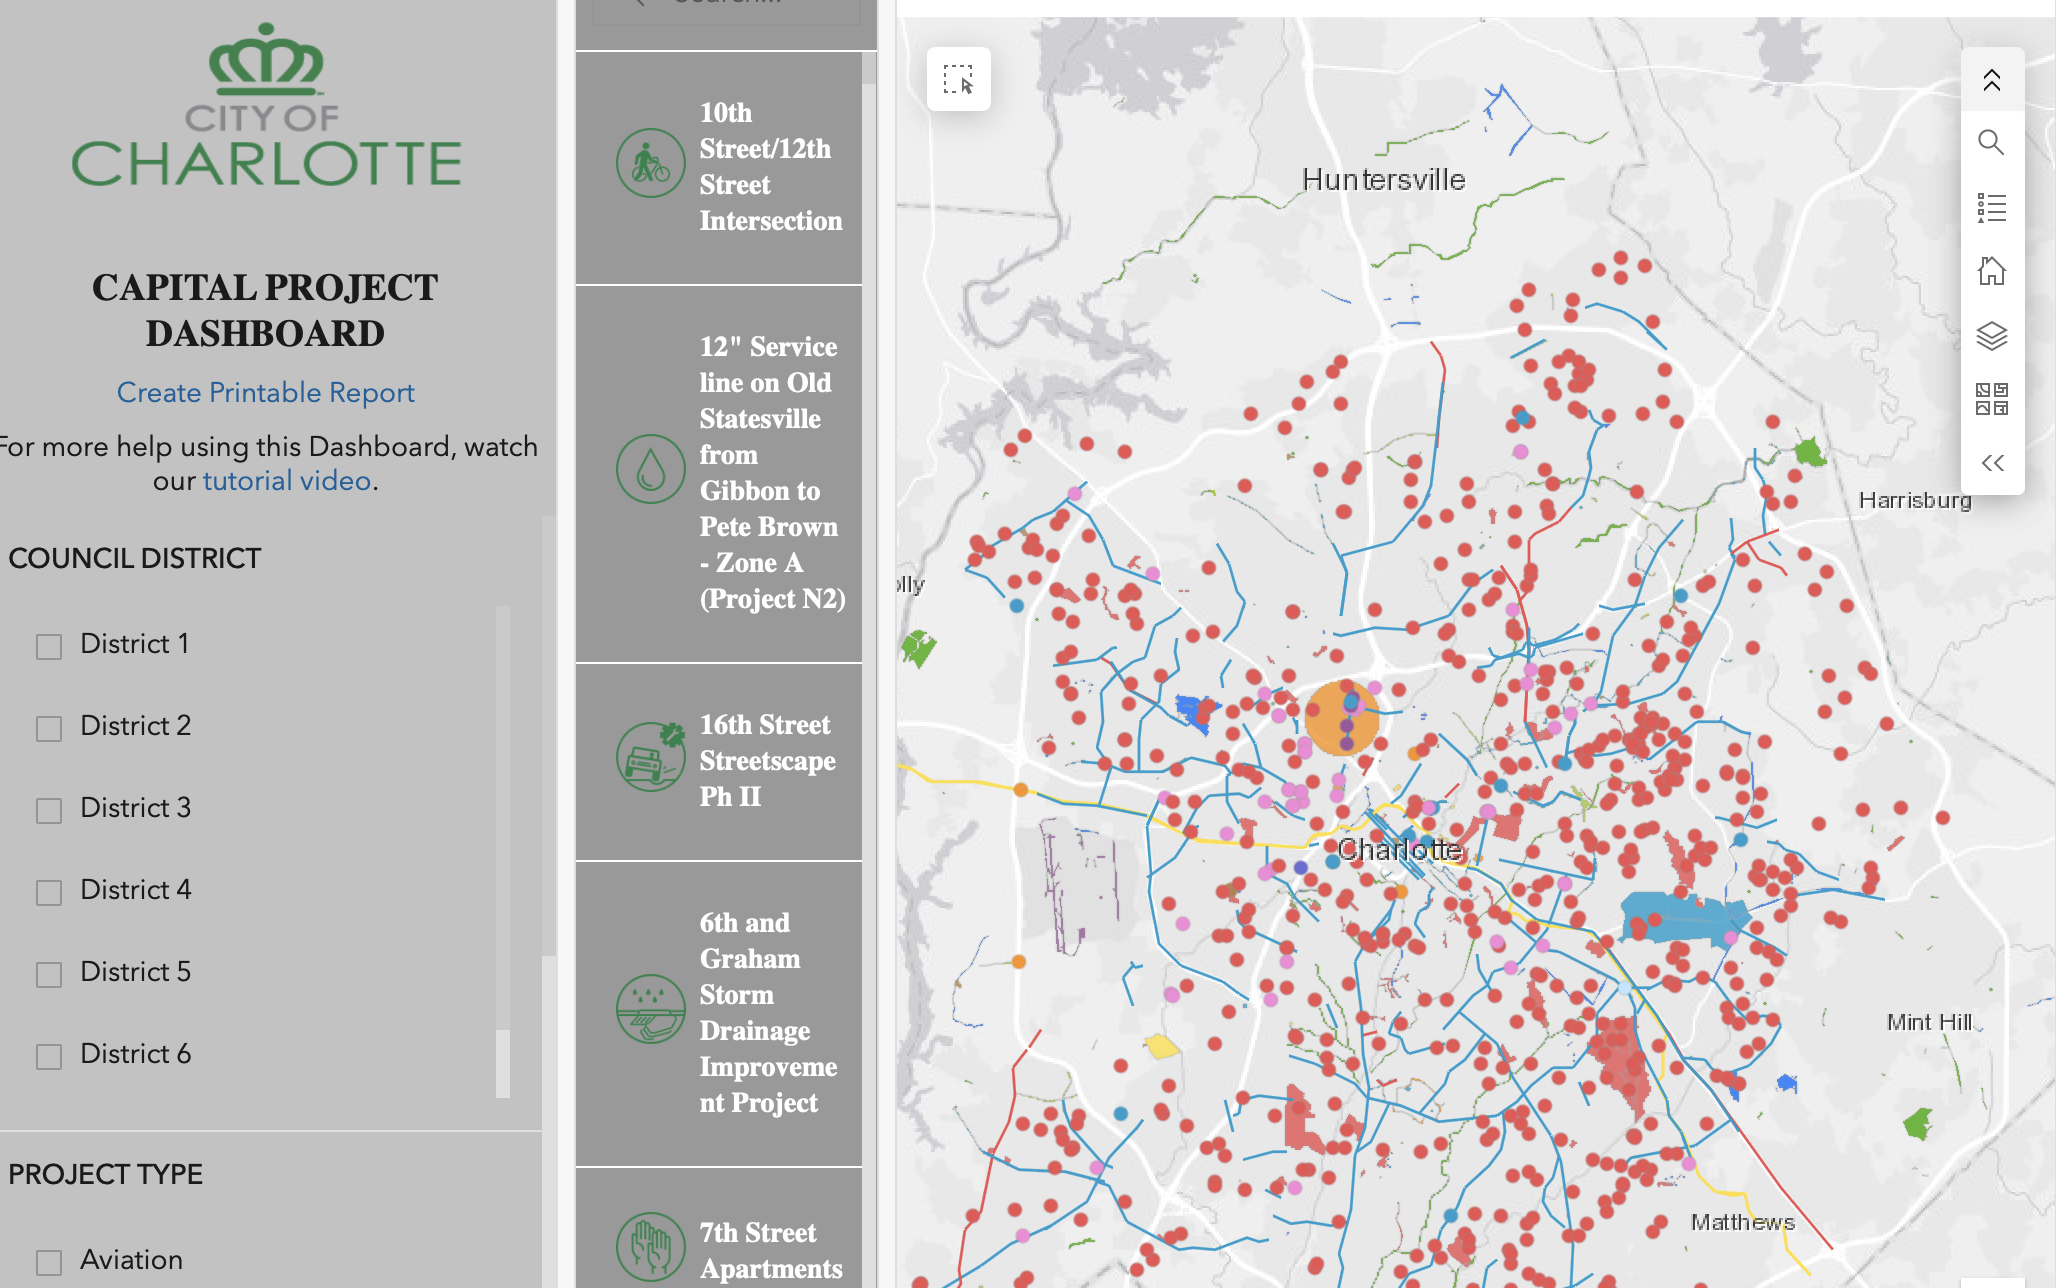 CITY OF
CHARLOTTE
CAPITAL PROJECT
DASHBOARD
Create Printable Report
For more help using this Dashboard, watch
our tutorial video.
COUNCIL DISTRICT
District 1
District 2
District 3
District 4
District 5
District 6
PROJECT TYPE
Aviation
Search...
10th
Street/12th
Street
Intersection
12" Service
line on Old
Statesville
from
Gibbon to
Pete Brown
- Zone A
(Project N2)
16th Street
Streetscape
Ph II
6th and
Graham
Storm
Drainage
Improveme
nt Project
7th Street
Apartments
Huntersville
Harrisburg
olly
Charlotte
Mint Hill
Matthews